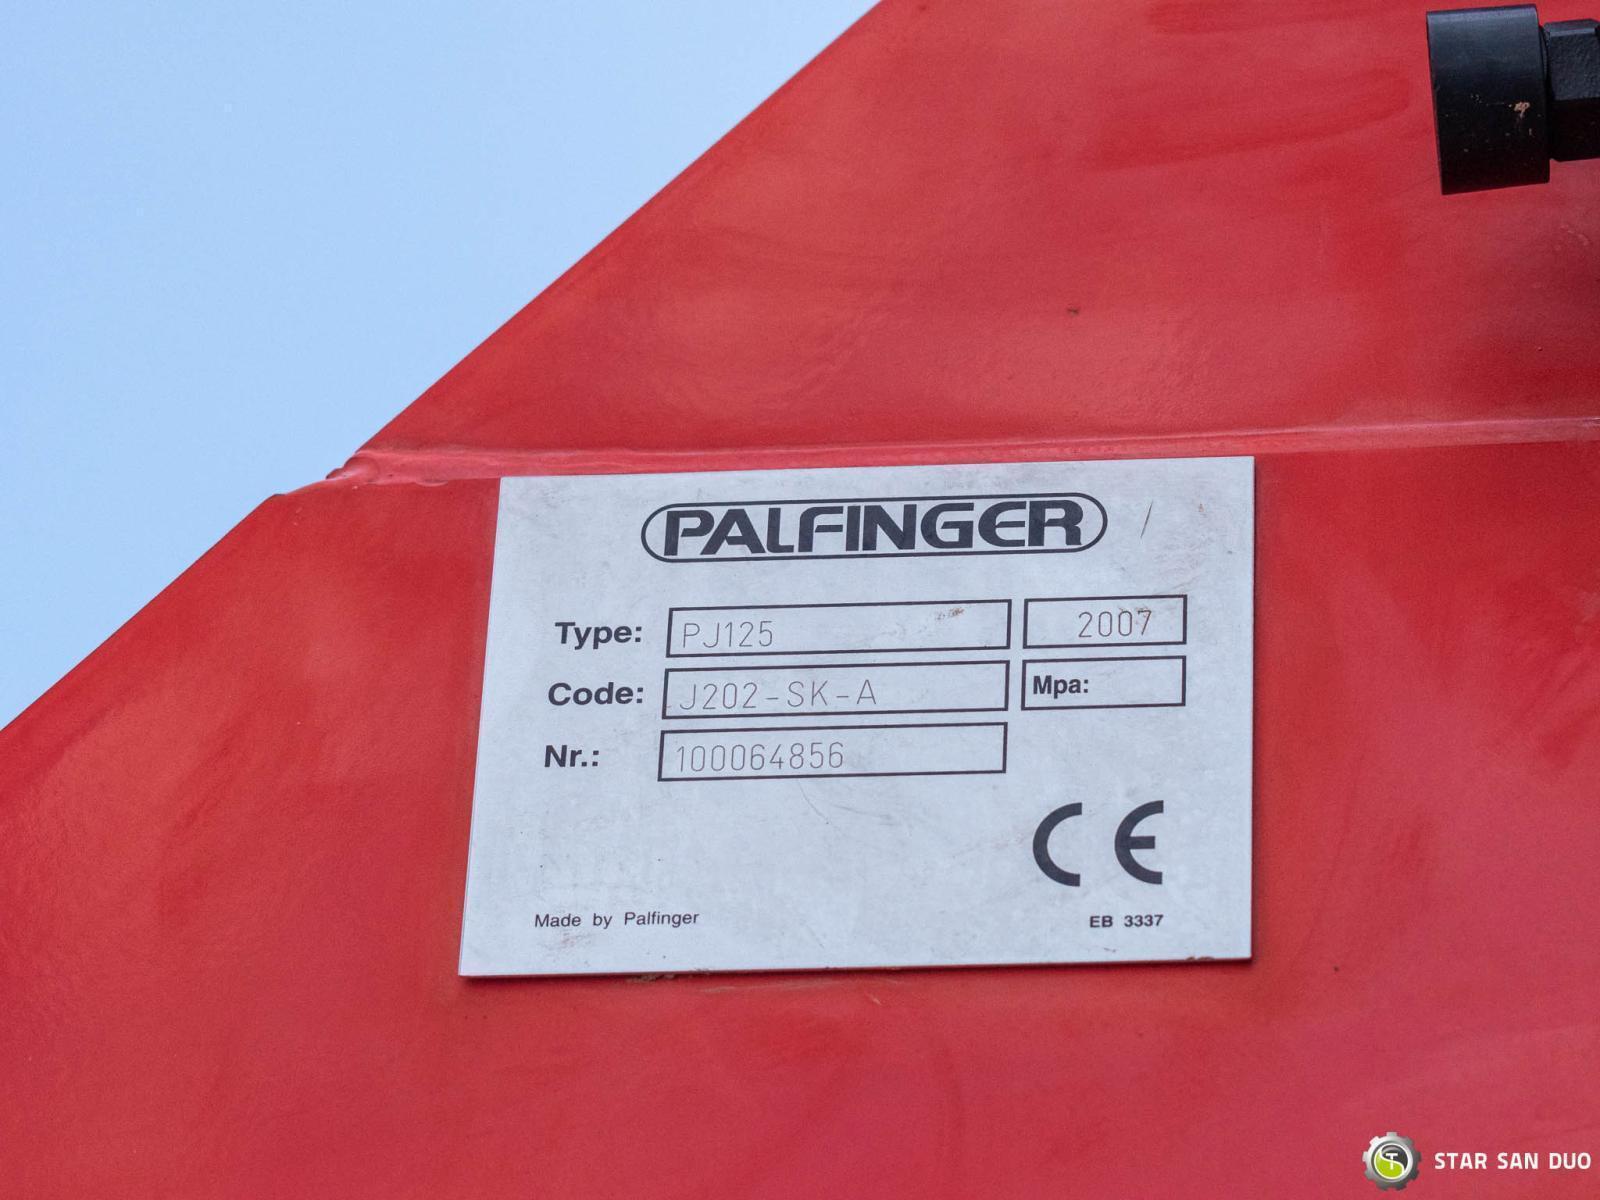 PALFINGER
Type: PJ125 2007
Code: J202-SK-A Mpa:
Nr.: 100064856
CE
Made by Palfinger EB 3337
STAR SAN DUO